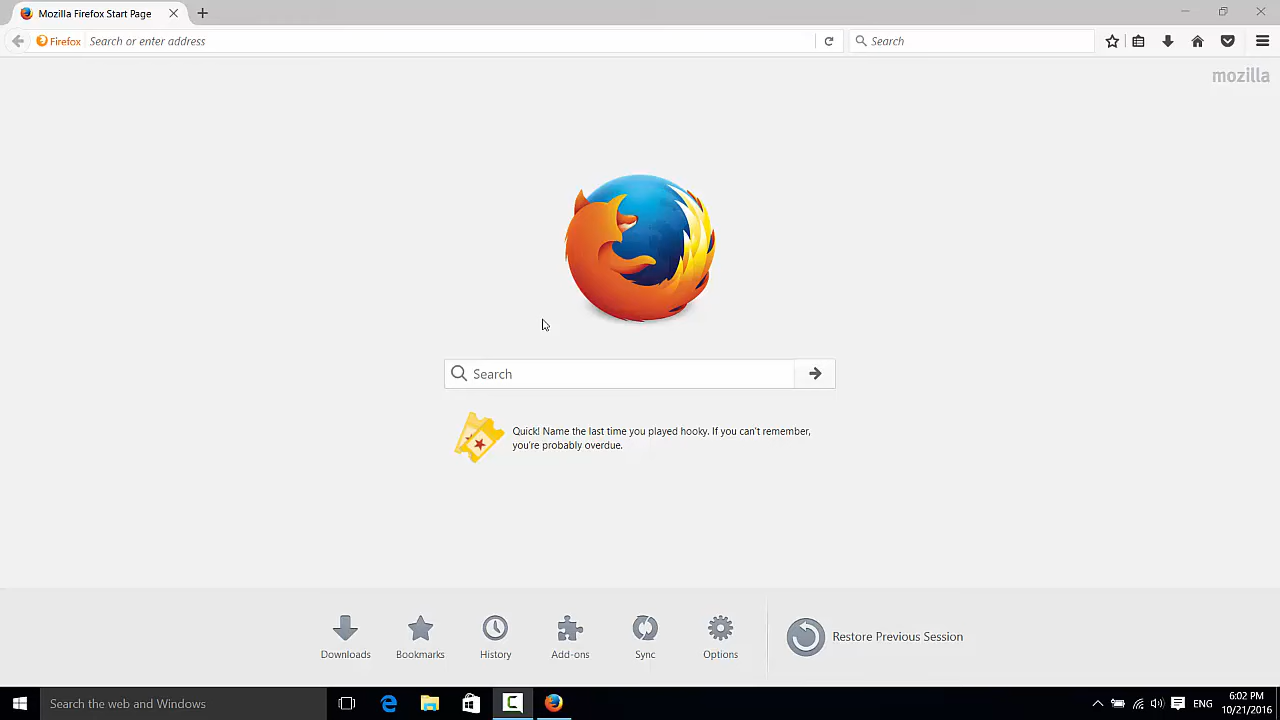 Mozilla Firefox Start Page
Firefox Search or enter address
Search
mozilla
Search
Quick! Name the last time you played hooky. If you can't remember,
you're probably overdue.
Downloads
Bookmarks
History
Add-ons
Sync
Options
Restore Previous Session
Search the web and Windows
ENG
6:02 PM
10/21/2016